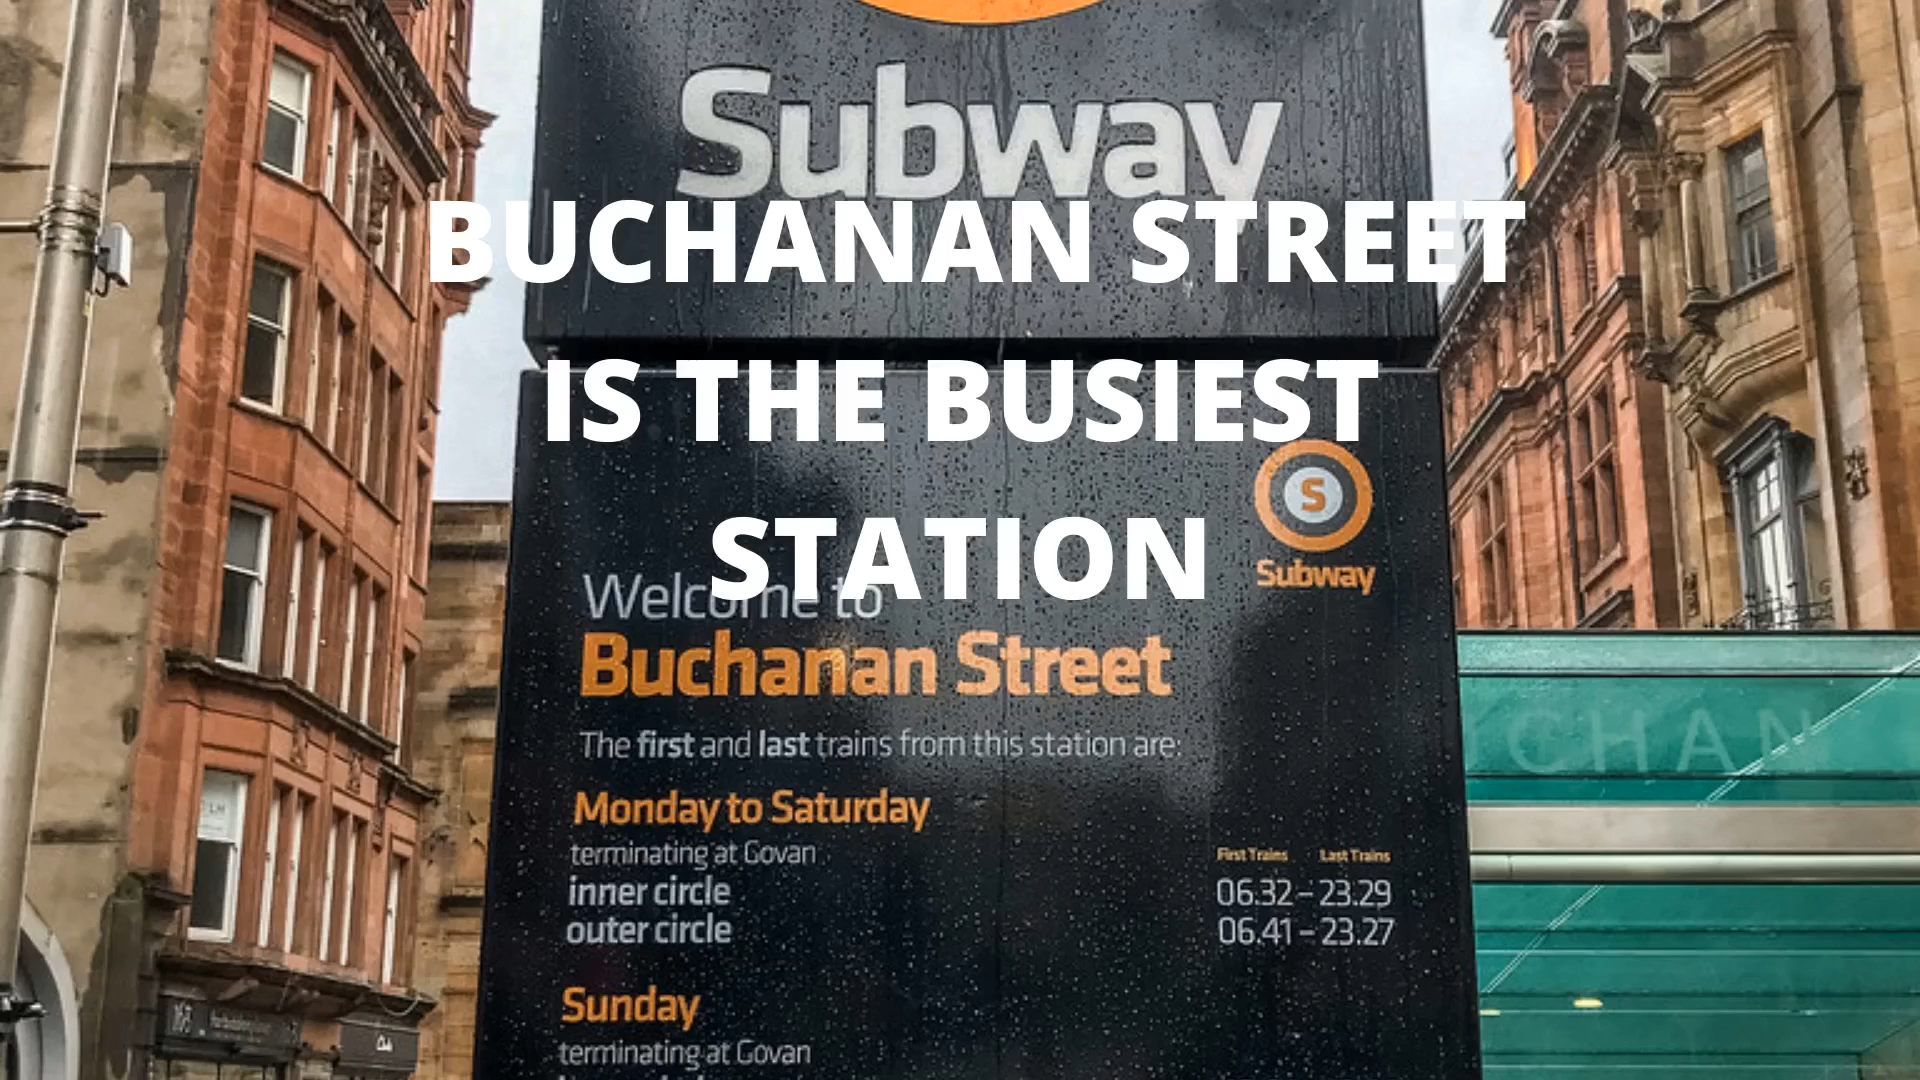 Subway
BUCHANAN STREET
IS THE BUSIEST
STATION
S
Subway
Welcome to
Buchanan Street
The first and last trains from this station are:
Monday to Saturday
terminating at Govan
First Trains Last Trains
inner circle 06.32 – 23.29
outer circle 06.41 – 23.27
Sunday
terminating at Govan
UCHAN